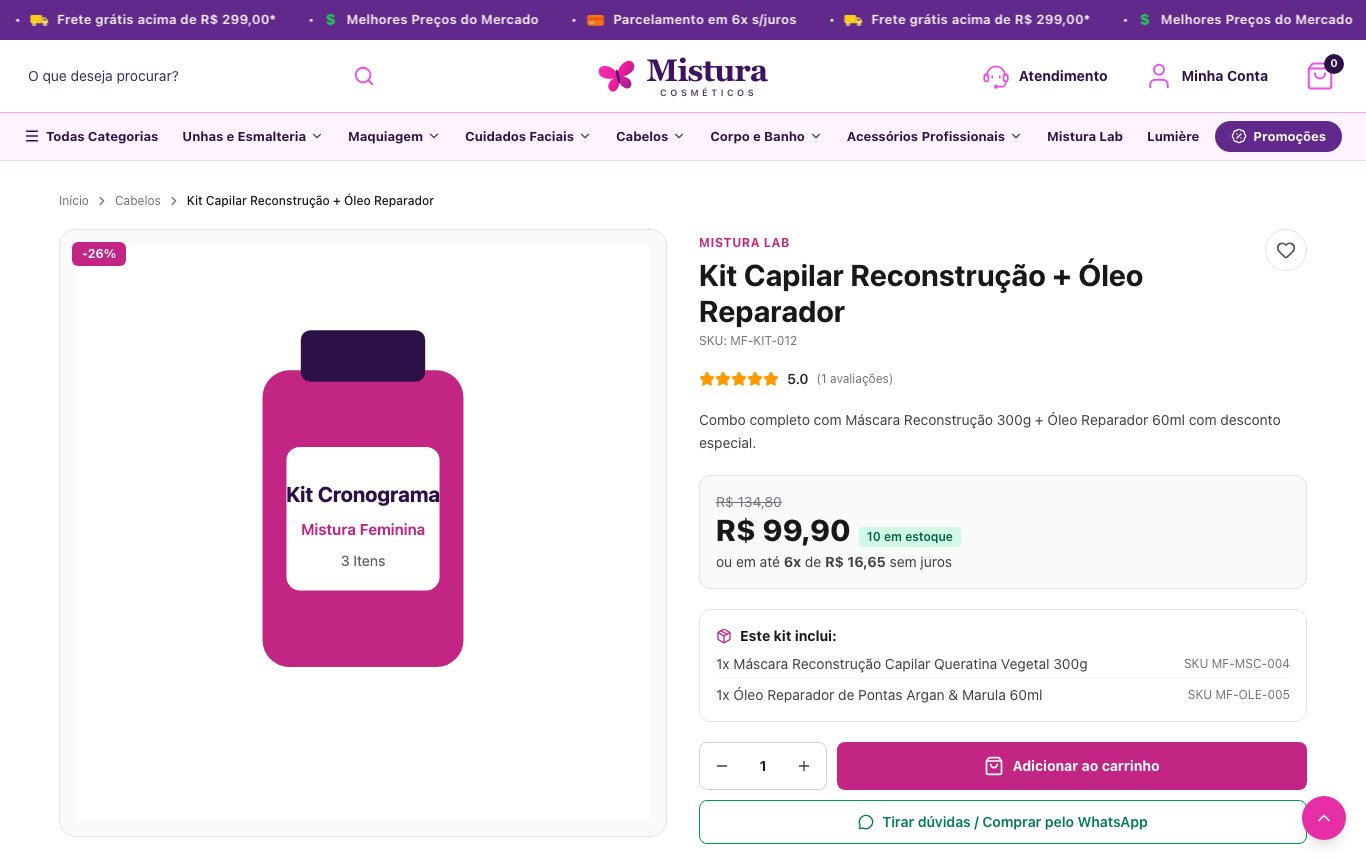 Frete grátis acima de R$ 299,00* • Melhores Preços do Mercado • Parcelamento em 6x s/juros • Frete grátis acima de R$ 299,00* • Melhores Preços do Mercado
O que deseja procurar?
Mistura
COSMÉTICOS
Atendimento
Minha Conta
0
Todas Categorias
Unhas e Esmalteria
Maquiagem
Cuidados Faciais
Cabelos
Corpo e Banho
Acessórios Profissionais
Mistura Lab
Lumière
Promoções
Início
Cabelos
Kit Capilar Reconstrução + Óleo Reparador
-26%
Kit Cronograma
Mistura Feminina
3 Itens
MISTURA LAB
Kit Capilar Reconstrução + Óleo
Reparador
SKU: MF-KIT-012
5.0 (1 avaliações)
Combo completo com Máscara Reconstrução 300g + Óleo Reparador 60ml com desconto
especial.
R$ 134,80
R$ 99,90 10 em estoque
ou em até 6x de R$ 16,65 sem juros
Este kit inclui:
1x Máscara Reconstrução Capilar Queratina Vegetal 300g SKU MF-MSC-004
1x Óleo Reparador de Pontas Argan & Marula 60ml SKU MF-OLE-005
− 1 +
Adicionar ao carrinho
Tirar dúvidas / Comprar pelo WhatsApp